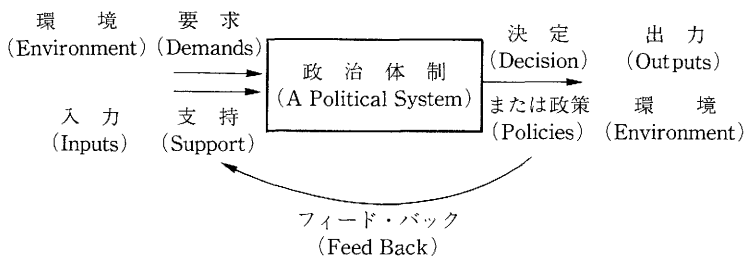 環 境
(Environment)
要 求
(Demands)
入 力
(Inputs)
支 持
(Support)
政 治 体 制
(A Political System)
決 定
(Decision)
または政策
(Policies)
出 力
(Outputs)
環 境
(Environment)
フィード・バック
(Feed Back)